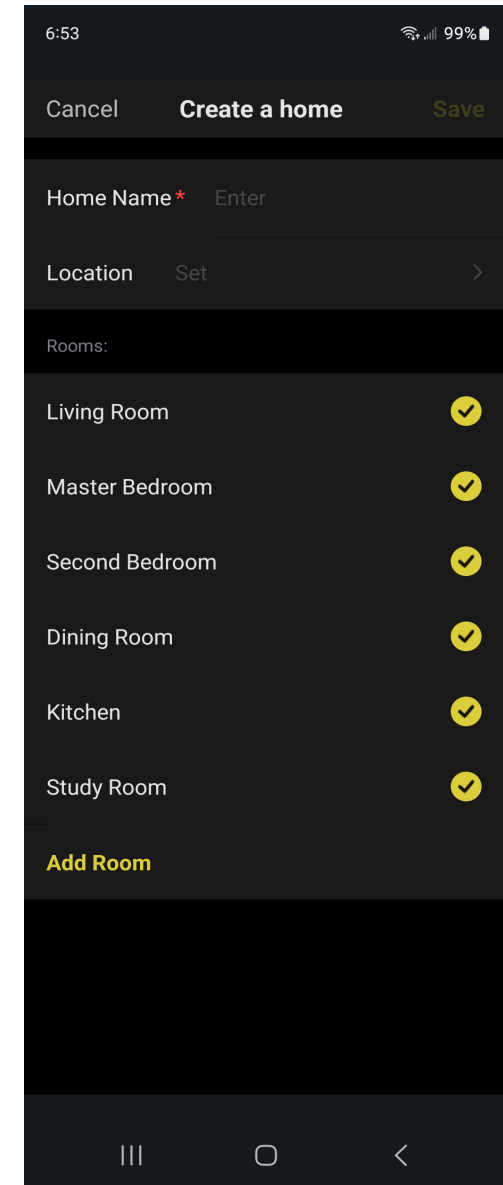 6:53 99%
Cancel Create a home Save
Home Name* Enter
Location Set
Rooms:
Living Room
Master Bedroom
Second Bedroom
Dining Room
Kitchen
Study Room
Add Room